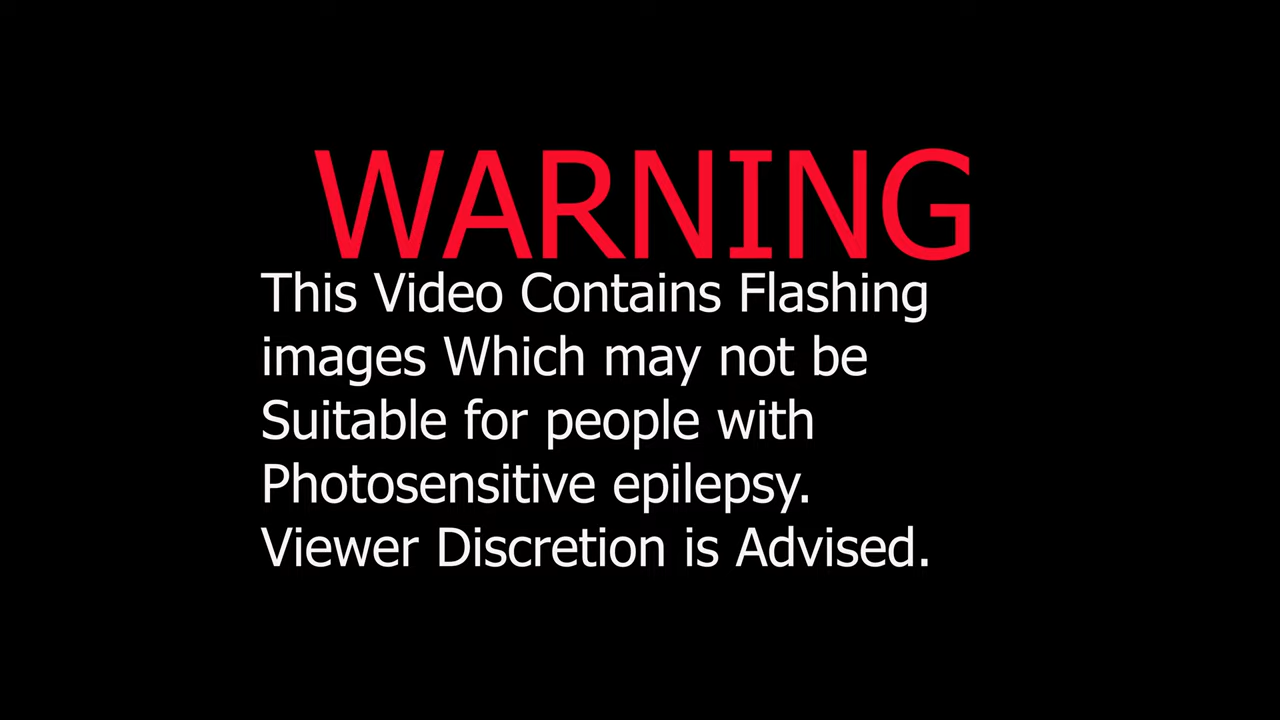 WARNING
This Video Contains Flashing
images Which may not be
Suitable for people with
Photosensitive epilepsy.
Viewer Discretion is Advised.